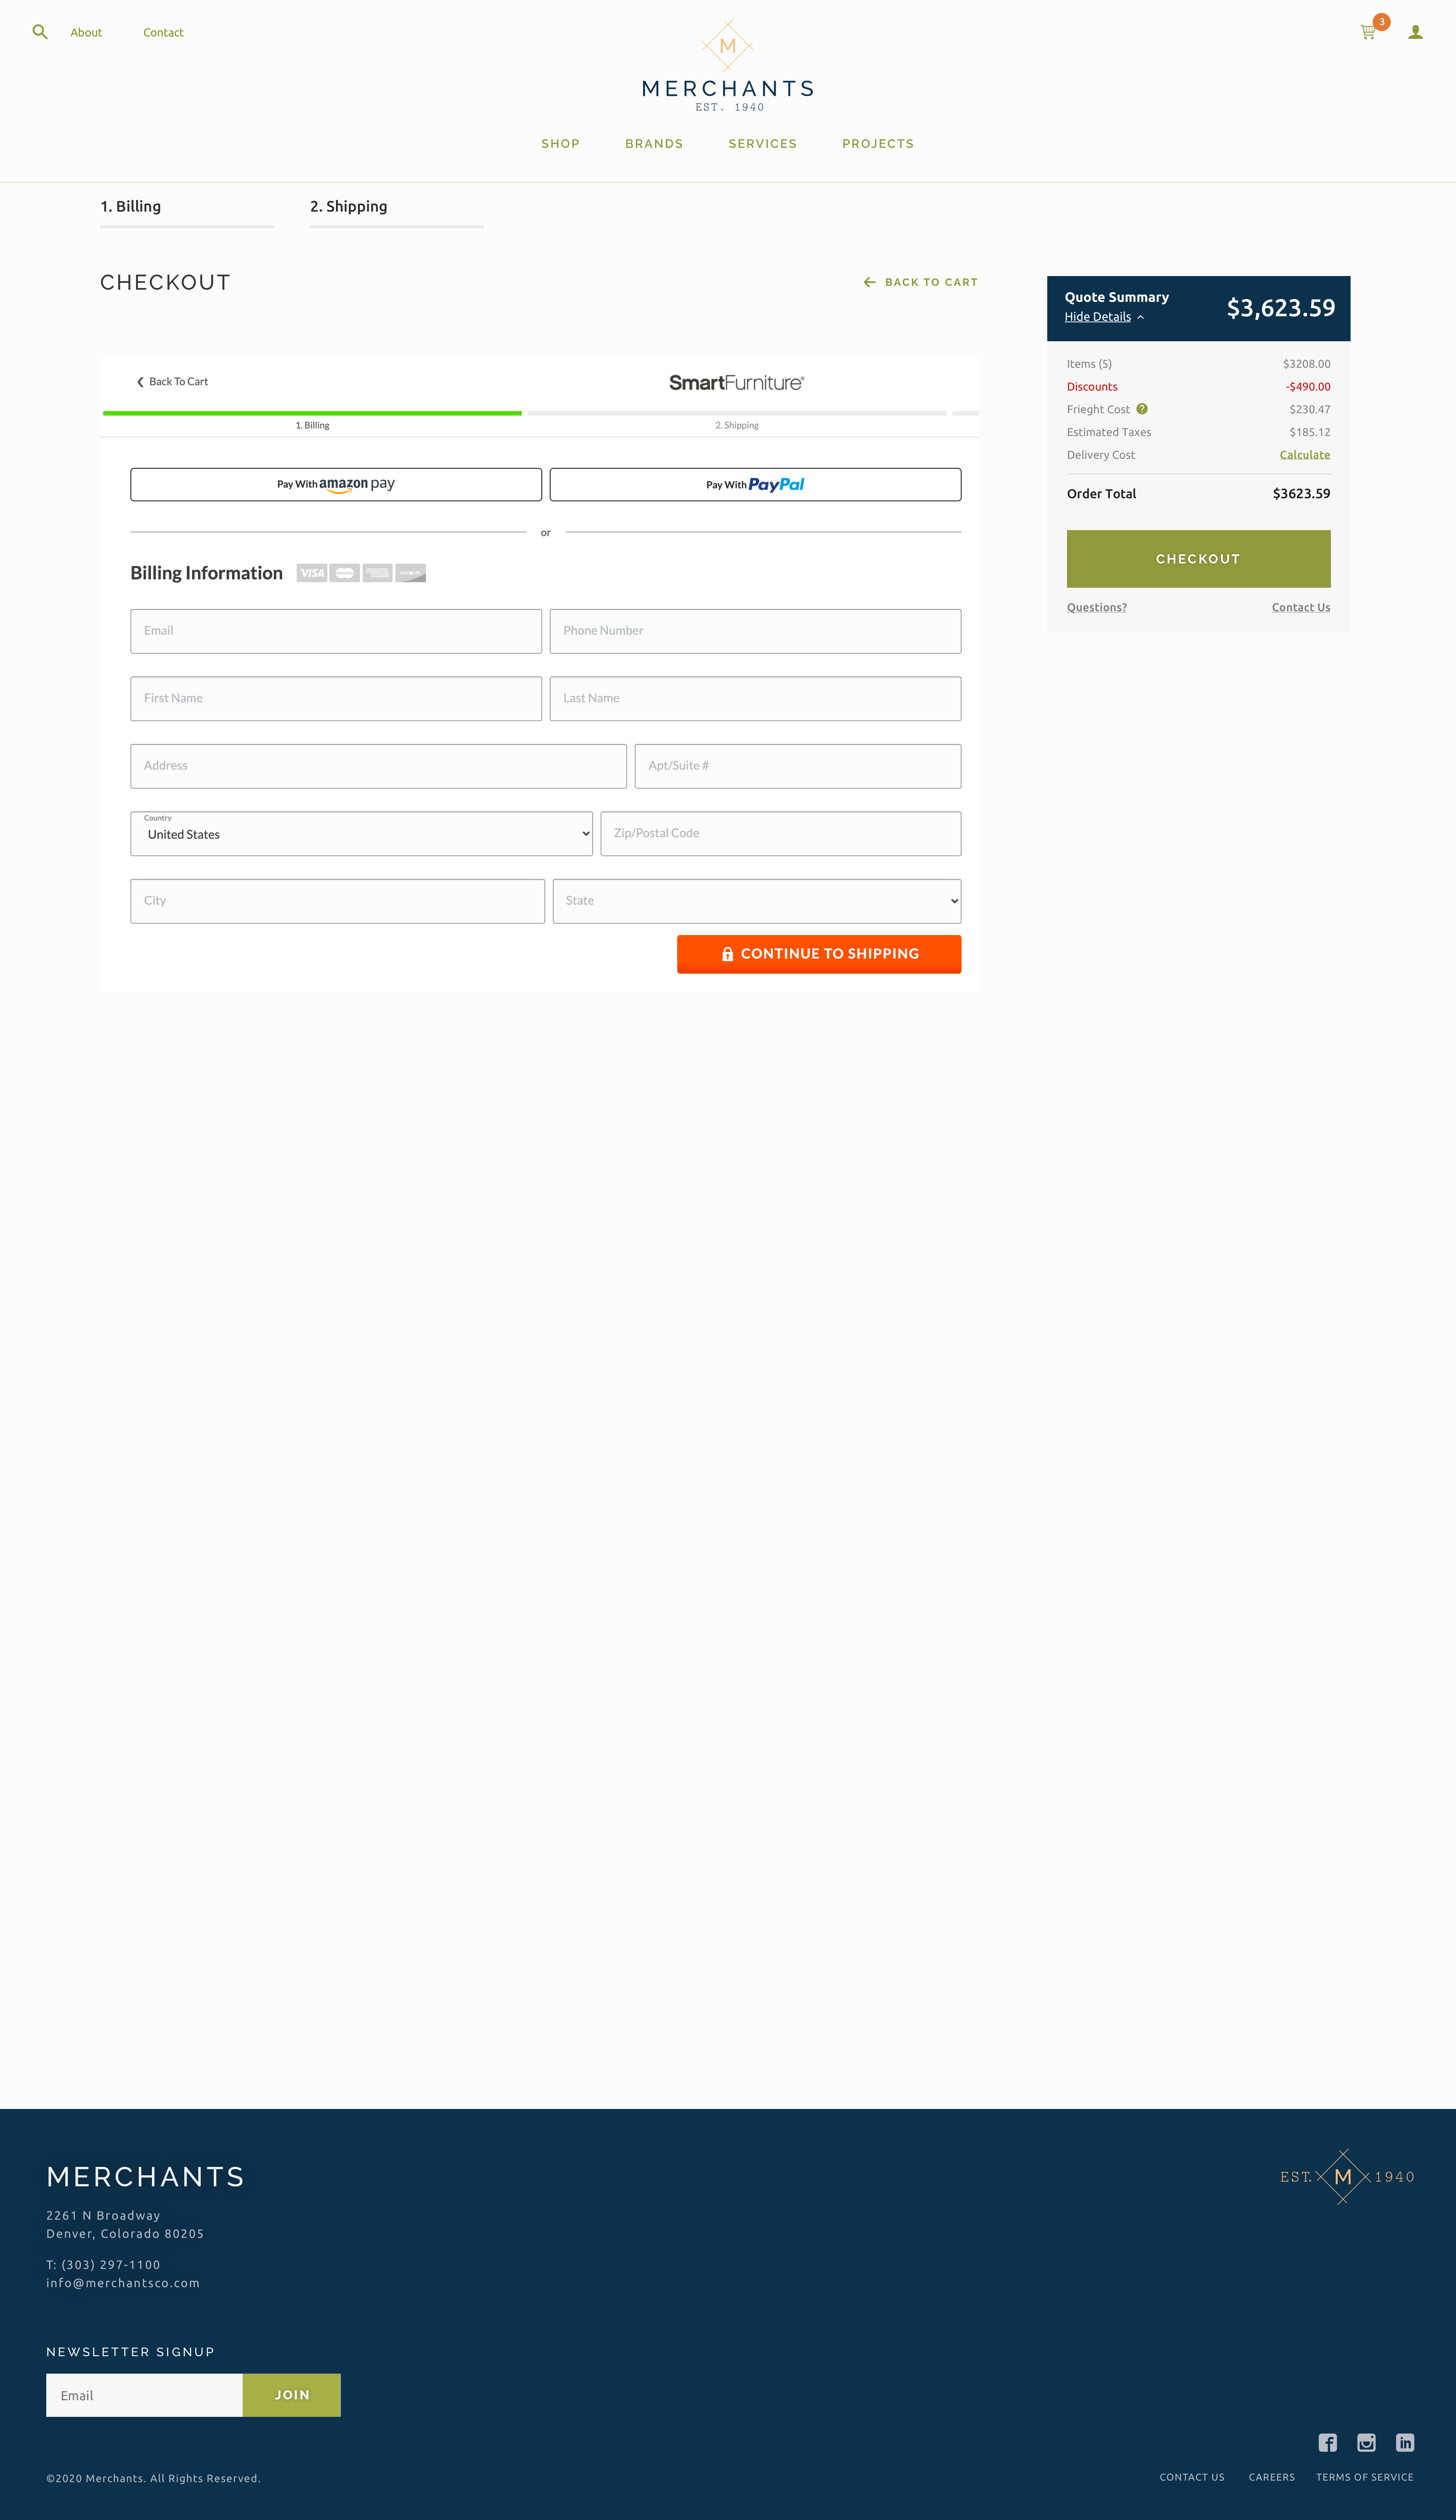 About
Contact
3
M
MERCHANTS
EST. 1940
SHOP
BRANDS
SERVICES
PROJECTS
1. Billing
2. Shipping
CHECKOUT
BACK TO CART
Quote Summary
$3,623.59
Hide Details
Items (5)
$3208.00
Discounts
-$490.00
Frieght Cost ?
$230.47
Estimated Taxes
$185.12
Delivery Cost
Calculate
Order Total
$3623.59
CHECKOUT
Questions?
Contact Us
Back To Cart
SmartFurniture®
1. Billing
2. Shipping
Pay With amazon pay
Pay With PayPal
or
Billing Information
VISA
Email
Phone Number
First Name
Last Name
Address
Apt/Suite #
Country
United States
Zip/Postal Code
City
State
CONTINUE TO SHIPPING
MERCHANTS
EST. M 1940
2261 N Broadway
Denver, Colorado 80205
T: (303) 297-1100
info@merchantsco.com
NEWSLETTER SIGNUP
Email
JOIN
©2020 Merchants. All Rights Reserved.
CONTACT US
CAREERS
TERMS OF SERVICE